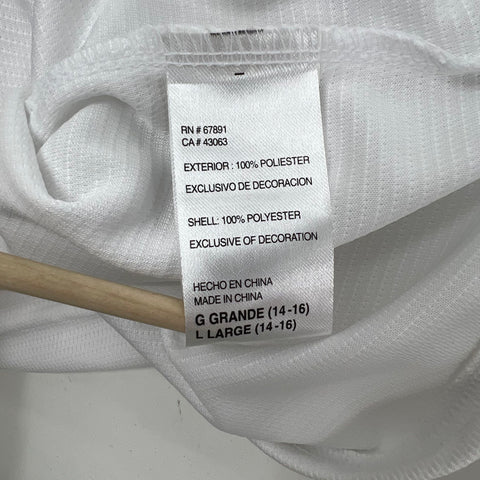 RN # 67891
CA # 43063
EXTERIOR : 100% POLIESTER
EXCLUSIVO DE DECORACION
SHELL: 100% POLYESTER
EXCLUSIVE OF DECORATION
HECHO EN CHINA
MADE IN CHINA
G GRANDE (14-16)
L LARGE (14-16)